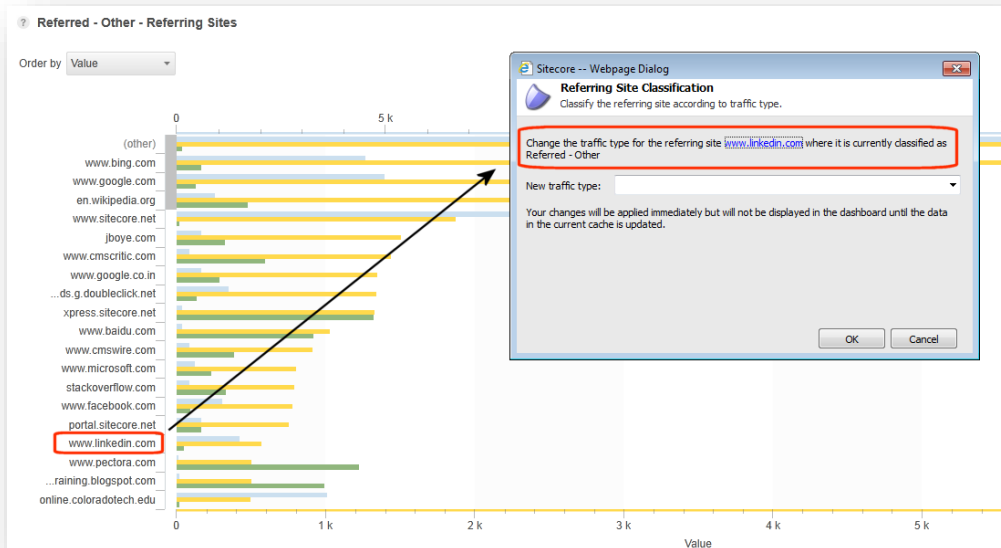 ? Referred - Other - Referring Sites
Order by Value
0 5 k
(other)
www.bing.com
www.google.com
en.wikipedia.org
www.sitecore.net
jboye.com
www.cmscritic.com
www.google.co.in
...ds.g.doubleclick.net
xpress.sitecore.net
www.baidu.com
www.cmswire.com
www.microsoft.com
stackoverflow.com
www.facebook.com
portal.sitecore.net
www.linkedin.com
www.pectora.com
...raining.blogspot.com
online.coloradotech.edu
0 1 k 2 k 3 k 4 k 5 k
Value
Sitecore -- Webpage Dialog
Referring Site Classification
Classify the referring site according to traffic type.
Change the traffic type for the referring site www.linkedin.com where it is currently classified as
Referred - Other
New traffic type:
Your changes will be applied immediately but will not be displayed in the dashboard until the data
in the current cache is updated.
OK Cancel